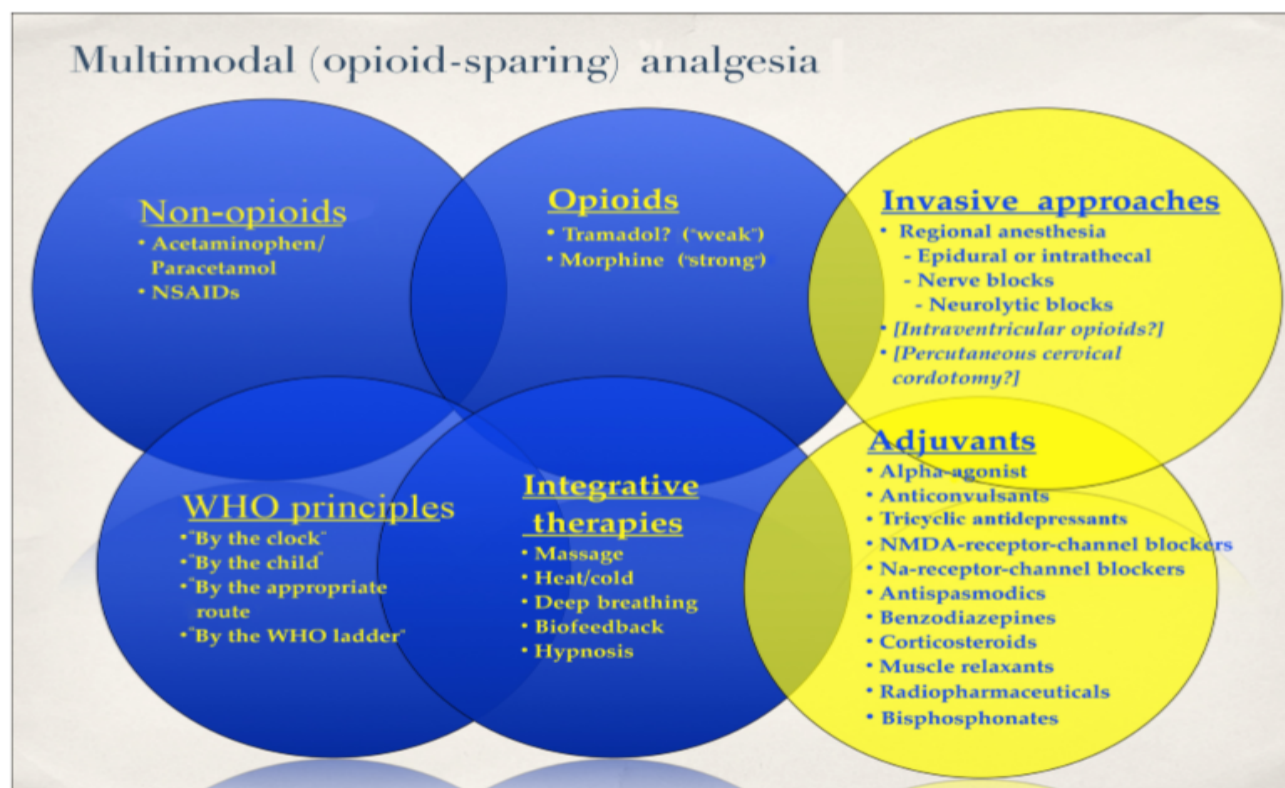 Multimodal (opioid-sparing) analgesia
Non-opioids
• Acetaminophen/
Paracetamol
• NSAIDs
Opioids
• Tramadol? ("weak")
• Morphine ("strong")
Invasive approaches
• Regional anesthesia
- Epidural or intrathecal
- Nerve blocks
- Neurolytic blocks
• [Intraventricular opioids?]
• [Percutaneous cervical
cordotomy?]
WHO principles
•"By the clock"
•"By the child"
•"By the appropriate
route
•"By the WHO ladder"
Integrative
therapies
• Massage
• Heat/cold
• Deep breathing
• Biofeedback
• Hypnosis
Adjuvants
• Alpha-agonist
• Anticonvulsants
• Tricyclic antidepressants
• NMDA-receptor-channel blockers
• Na-receptor-channel blockers
• Antispasmodics
• Benzodiazepines
• Corticosteroids
• Muscle relaxants
• Radiopharmaceuticals
• Bisphosphonates